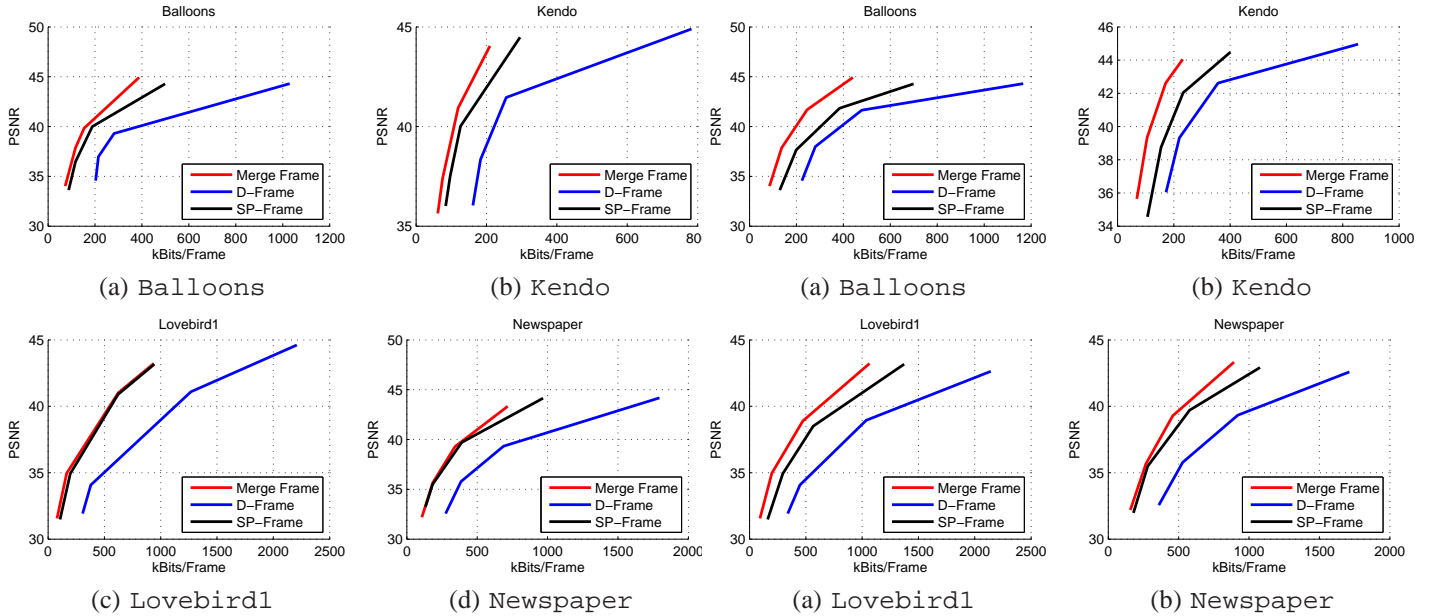 Balloons
50
45
40
35
30
PSNR
0 200 400 600 800 1000 1200
kBits/Frame
Merge Frame
D-Frame
SP-Frame
(a) Balloons
Kendo
45
40
35
PSNR
0 200 400 600 80
kBits/Frame
Merge Frame
D-Frame
SP-Frame
(b) Kendo
Balloons
50
45
40
35
30
PSNR
0 200 400 600 800 1000 1200
kBits/Frame
Merge Frame
D-Frame
SP-Frame
(a) Balloons
Kendo
46
44
42
40
38
36
34
PSNR
0 200 400 600 800 1000
kBits/Frame
Merge Frame
D-Frame
SP-Frame
(b) Kendo
Lovebird1
45
40
35
30
PSNR
0 500 1000 1500 2000 2500
kBits/Frame
Merge Frame
D-Frame
SP-Frame
(c) Lovebird1
Newspaper
50
45
40
35
30
PSNR
0 500 1000 1500 2000
kBits/Frame
Merge Frame
D-Frame
SP-Frame
(d) Newspaper
Lovebird1
45
40
35
30
PSNR
0 500 1000 1500 2000 2500
kBits/Frame
Merge Frame
D-Frame
SP-Frame
(a) Lovebird1
Newspaper
45
40
35
30
PSNR
0 500 1000 1500 2000
kBits/Frame
Merge Frame
D-Frame
SP-Frame
(b) Newspaper